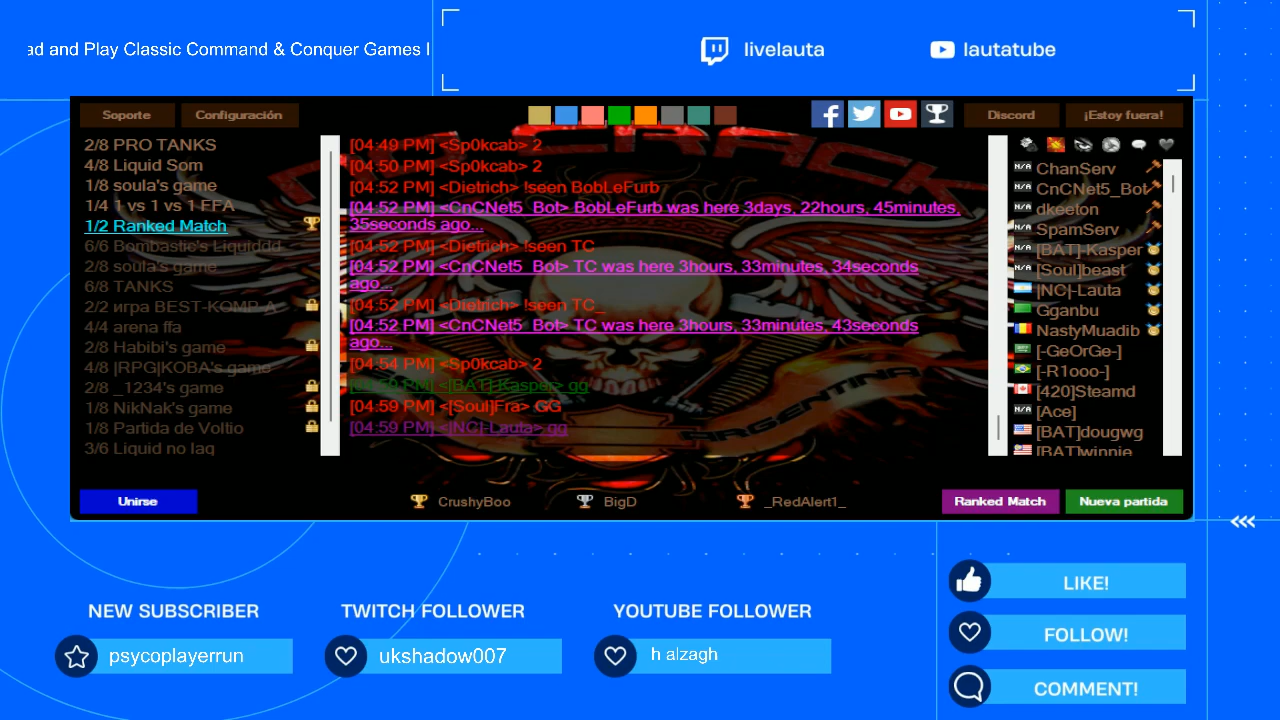 ad and Play Classic Command & Conquer Games
livelauta
lautatube
Soporte
Configuración
Discord
¡Estoy fuera!
2/8 PRO TANKS
4/8 Liquid Som
1/8 soula's game
1/4 1 vs 1 vs 1 FFA
1/2 Ranked Match
6/6 Bombastic's Liquiddd
2/8 soula's game
6/8 TANKS
2/2 игра BEST-KOMP-A
4/4 arena ffa
2/8 Habibi's game
4/8 |RPG|KOBA's game
2/8 _1234's game
1/8 NikNak's game
1/8 Partida de Voltio
3/6 Liquid no lag
[04:49 PM] <Sp0kcab> 2
[04:50 PM] <Sp0kcab> 2
[04:52 PM] <Dietrich> !seen BobLeFurb
[04:52 PM] <CnCNet5_Bot> BobLeFurb was here 3days, 22hours, 45minutes,
35seconds ago...
[04:52 PM] <Dietrich> !seen TC
[04:52 PM] <CnCNet5_Bot> TC was here 3hours, 33minutes, 34seconds
ago...
[04:52 PM] <Dietrich> !seen TC_
[04:52 PM] <CnCNet5_Bot> TC was here 3hours, 33minutes, 43seconds
ago...
[04:54 PM] <Sp0kcab> 2
[04:59 PM] <[BAT]-Kasper> gg
[04:59 PM] <[Soul]Fra> GG
[04:59 PM] <|NC|-Lauta> gg
CRACK
ARGENTINA
N/A ChanServ
N/A CnCNet5_Bot
N/A dkeeton
N/A SpamServ
N/A [BAT]-Kasper
N/A [Soul]beast
|NC|-Lauta
Gganbu
NastyMuadib
[-GeOrGe-]
[-R1ooo-]
[420]Steamd
N/A [Ace]
[BAT]dougwg
[BAT]winnie
Unirse
CrushyBoo
BigD
_RedAlert1_
Ranked Match
Nueva partida
NEW SUBSCRIBER
psycoplayerrun
TWITCH FOLLOWER
ukshadow007
YOUTUBE FOLLOWER
h alzagh
LIKE!
FOLLOW!
COMMENT!